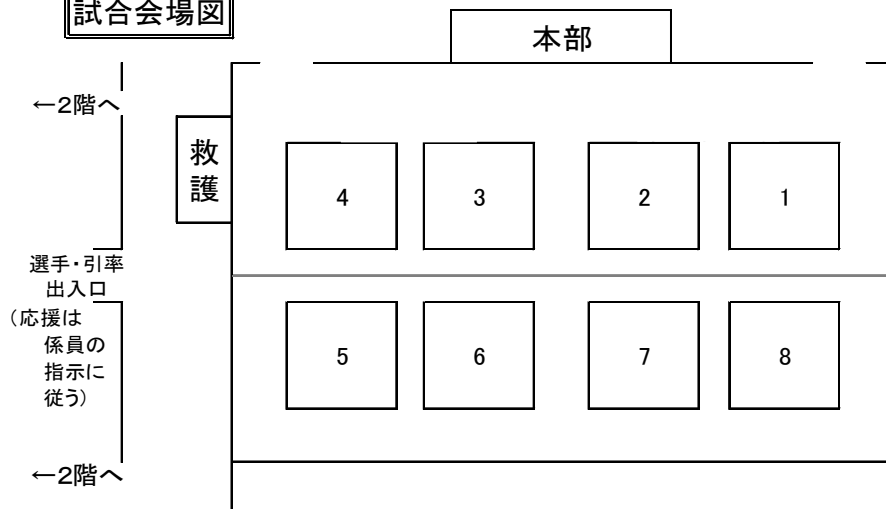 試合会場図
本部
←2階へ
救
護
4
3
2
1
選手・引率
出入口
(応援は
係員の
指示に
従う)
5
6
7
8
←2階へ